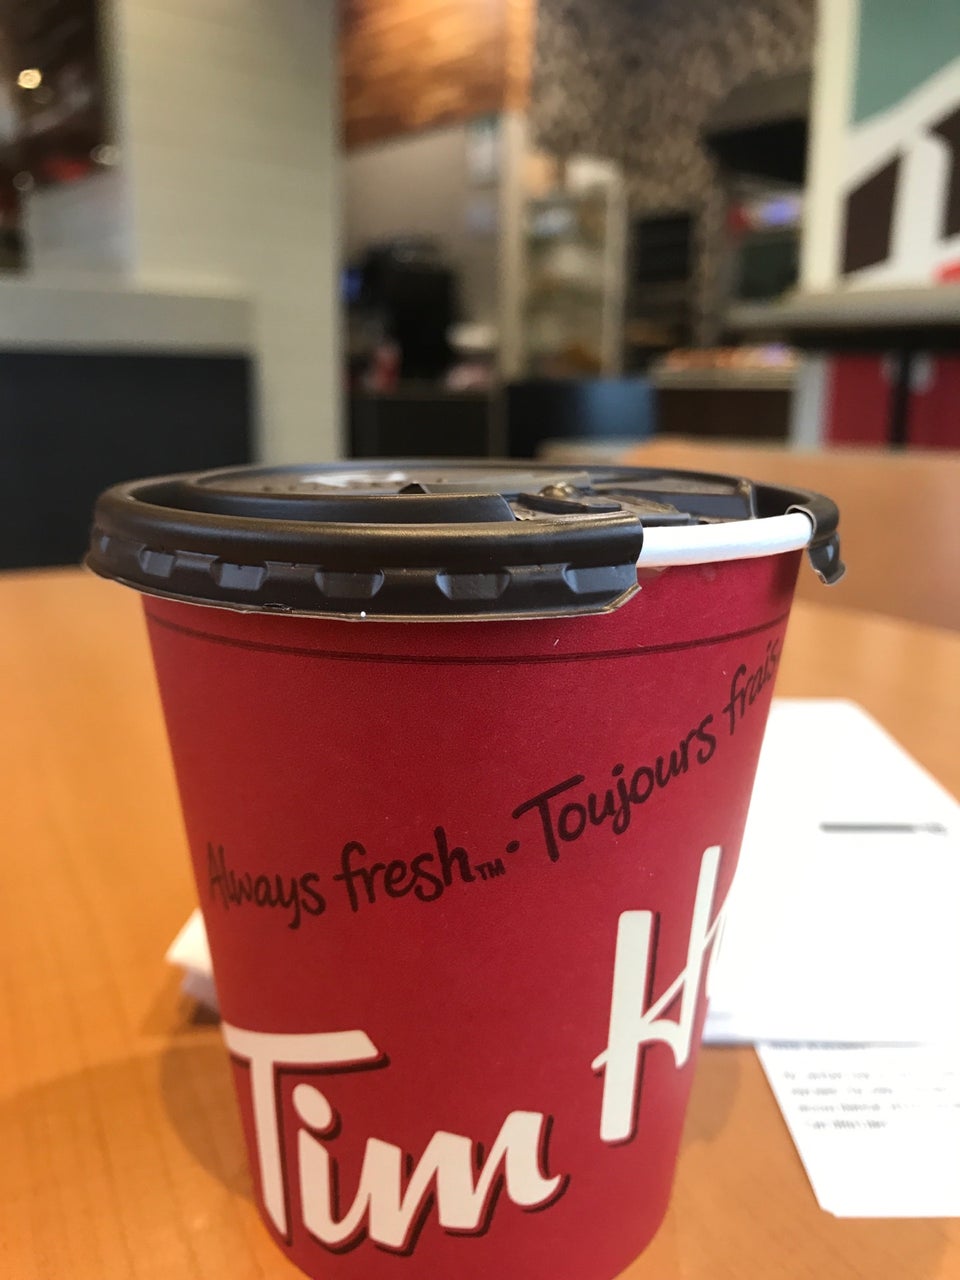 Always fresh™ · Toujours frais
Tim H